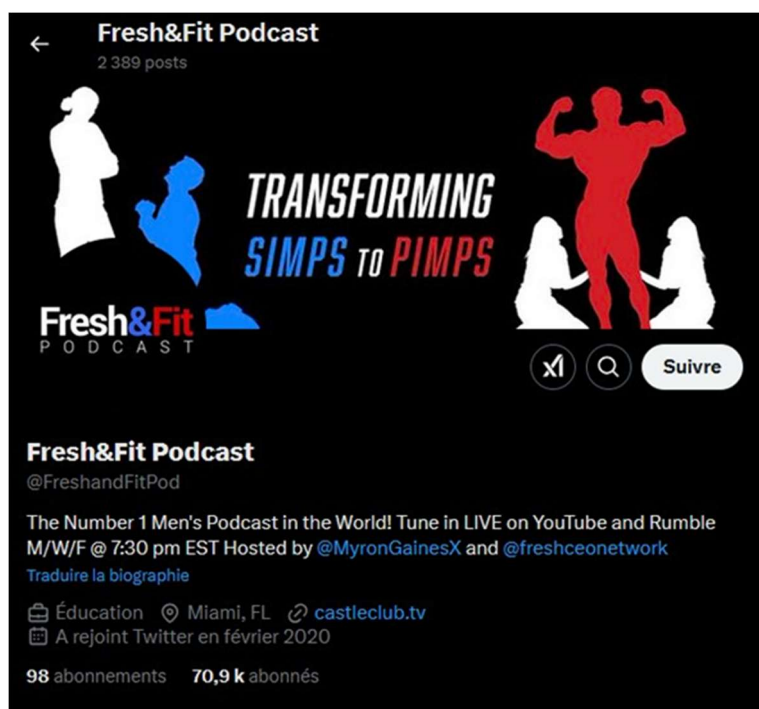 Fresh&Fit Podcast
2 389 posts
TRANSFORMING
SIMPS TO PIMPS
Fresh&Fit
PODCAST
Suivre
Fresh&Fit Podcast
@FreshandFitPod
The Number 1 Men's Podcast in the World! Tune in LIVE on YouTube and Rumble
M/W/F @ 7:30 pm EST Hosted by @MyronGainesX and @freshceonetwork
Traduire la biographie
Éducation Miami, FL castleclub.tv
A rejoint Twitter en février 2020
98 abonnements 70,9 k abonnés